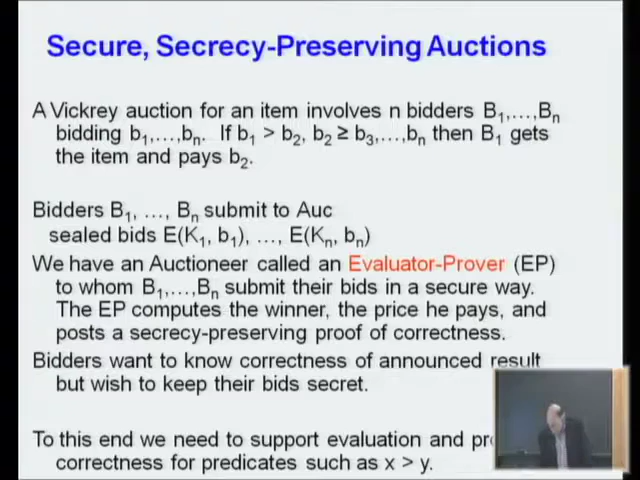 Secure, Secrecy-Preserving Auctions
A Vickrey auction for an item involves n bidders B₁,…,Bₙ
bidding b₁,…,bₙ. If b₁ > b₂, b₂ ≥ b₃,…,bₙ then B₁ gets
the item and pays b₂.
Bidders B₁, …, Bₙ submit to Auc
sealed bids E(K₁, b₁), …, E(Kₙ, bₙ)
We have an Auctioneer called an Evaluator-Prover (EP)
to whom B₁,…,Bₙ submit their bids in a secure way.
The EP computes the winner, the price he pays, and
posts a secrecy-preserving proof of correctness.
Bidders want to know correctness of announced result
but wish to keep their bids secret.
To this end we need to support evaluation and
correctness for predicates such as x > y.